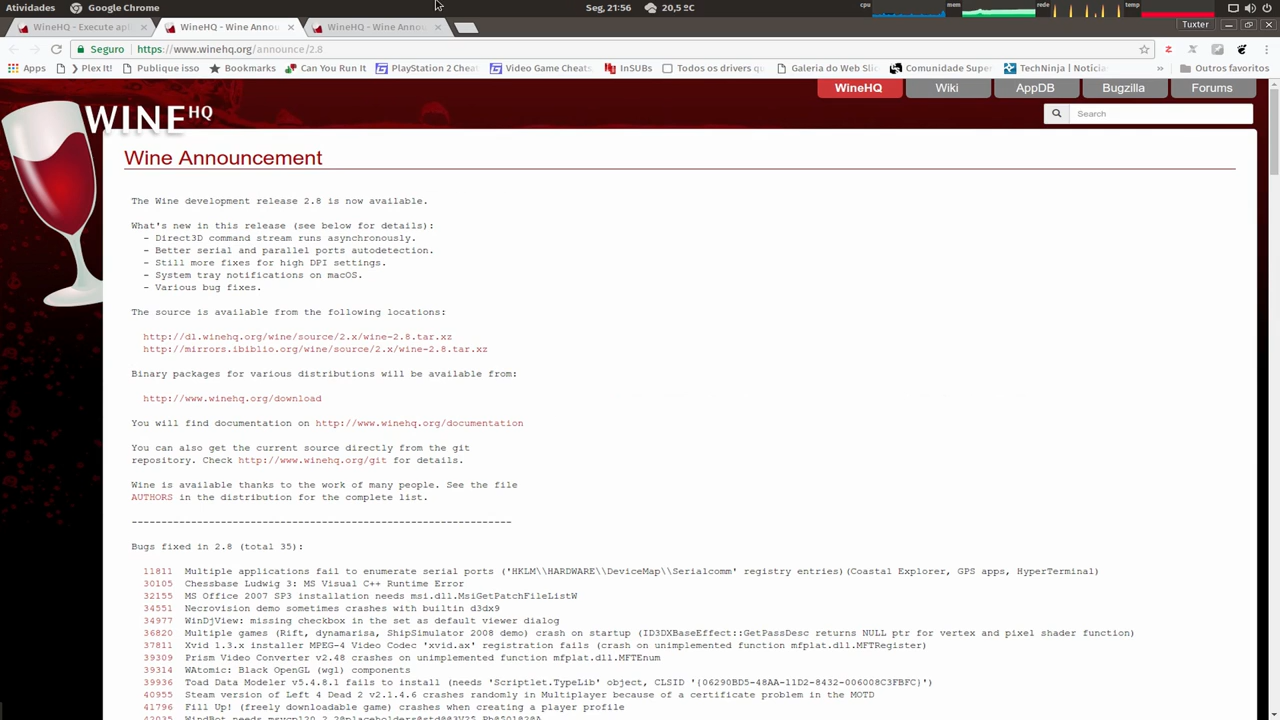 Atividades Google Chrome Seg, 21:56 20,5°C cpu mem rede temp
WineHQ - Execute apl WineHQ - Wine Announ WineHQ - Wine Annou Tuxter
Seguro https://www.winehq.org/announce/2.8
Apps Plex It! Publique isso Bookmarks Can You Run It PlayStation 2 Chea Video Game Cheats InSUBs Todos os drivers qu Galeria do Web Slic Comunidade Super TechNinja | Noticia » Outros favoritos
WineHQ Wiki AppDB Bugzilla Forums
WINE HQ
Search
Wine Announcement
The Wine development release 2.8 is now available.
What's new in this release (see below for details):
- Direct3D command stream runs asynchronously.
- Better serial and parallel ports autodetection.
- Still more fixes for high DPI settings.
- System tray notifications on macOS.
- Various bug fixes.
The source is available from the following locations:
http://dl.winehq.org/wine/source/2.x/wine-2.8.tar.xz
http://mirrors.ibiblio.org/wine/source/2.x/wine-2.8.tar.xz
Binary packages for various distributions will be available from:
http://www.winehq.org/download
You will find documentation on http://www.winehq.org/documentation
You can also get the current source directly from the git
repository. Check http://www.winehq.org/git for details.
Wine is available thanks to the work of many people. See the file
AUTHORS in the distribution for the complete list.
----------------------------------------------------------------
Bugs fixed in 2.8 (total 35):
11811 Multiple applications fail to enumerate serial ports ('HKLM\\HARDWARE\\DeviceMap\\Serialcomm' registry entries)(Coastal Explorer, GPS apps, HyperTerminal)
30105 Chessbase Ludwig 3: MS Visual C++ Runtime Error
32155 MS Office 2007 SP3 installation needs msi.dll.MsiGetPatchFileListW
34551 Necrovision demo sometimes crashes with builtin d3dx9
34977 WinDjView: missing checkbox in the set as default viewer dialog
36820 Multiple games (Rift, dynamarisa, ShipSimulator 2008 demo) crash on startup (ID3DXBaseEffect::GetPassDesc returns NULL ptr for vertex and pixel shader function)
37811 Xvid 1.3.x installer MPEG-4 Video Codec 'xvid.ax' registration fails (crash on unimplemented function mfplat.dll.MFTRegister)
39309 Prism Video Converter v2.48 crashes on unimplemented function mfplat.dll.MFTEnum
39314 WAtomic: Black OpenGL (wgl) components
39936 Toad Data Modeler v5.4.8.1 fails to install (needs 'Scriptlet.TypeLib' object, CLSID '{06290BD5-48AA-11D2-8432-006008C3FBFC}')
40955 Steam version of Left 4 Dead 2 v2.1.4.6 crashes randomly in Multiplayer because of a certificate problem in the MOTD
41796 Fill Up! (freely downloadable game) crashes when creating a player profile